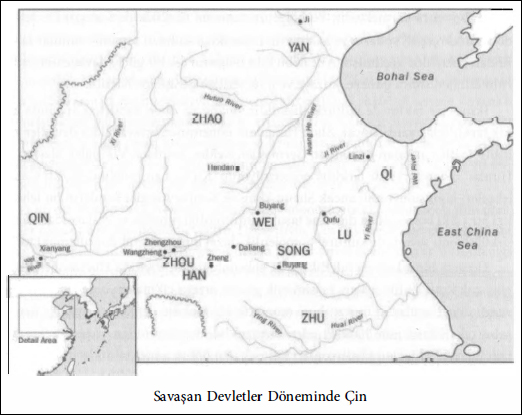 Ji
YAN
Bohai Sea
Hutuo River
Xi River
ZHAO
Huang Ho River
Ji River
Handan
Linzi
QI
Wei River
Buyang
WEI
Qufu
LU
QIN
Yi River
East China
Sea
Xianyang
Wei River
Zhengzhou
Wangzheng
Daliang
SONG
ZHOU
Zheng
HAN
Ruyang
ZHU
Ying River
Huai River
Detail Area
Savaşan Devletler Döneminde Çin